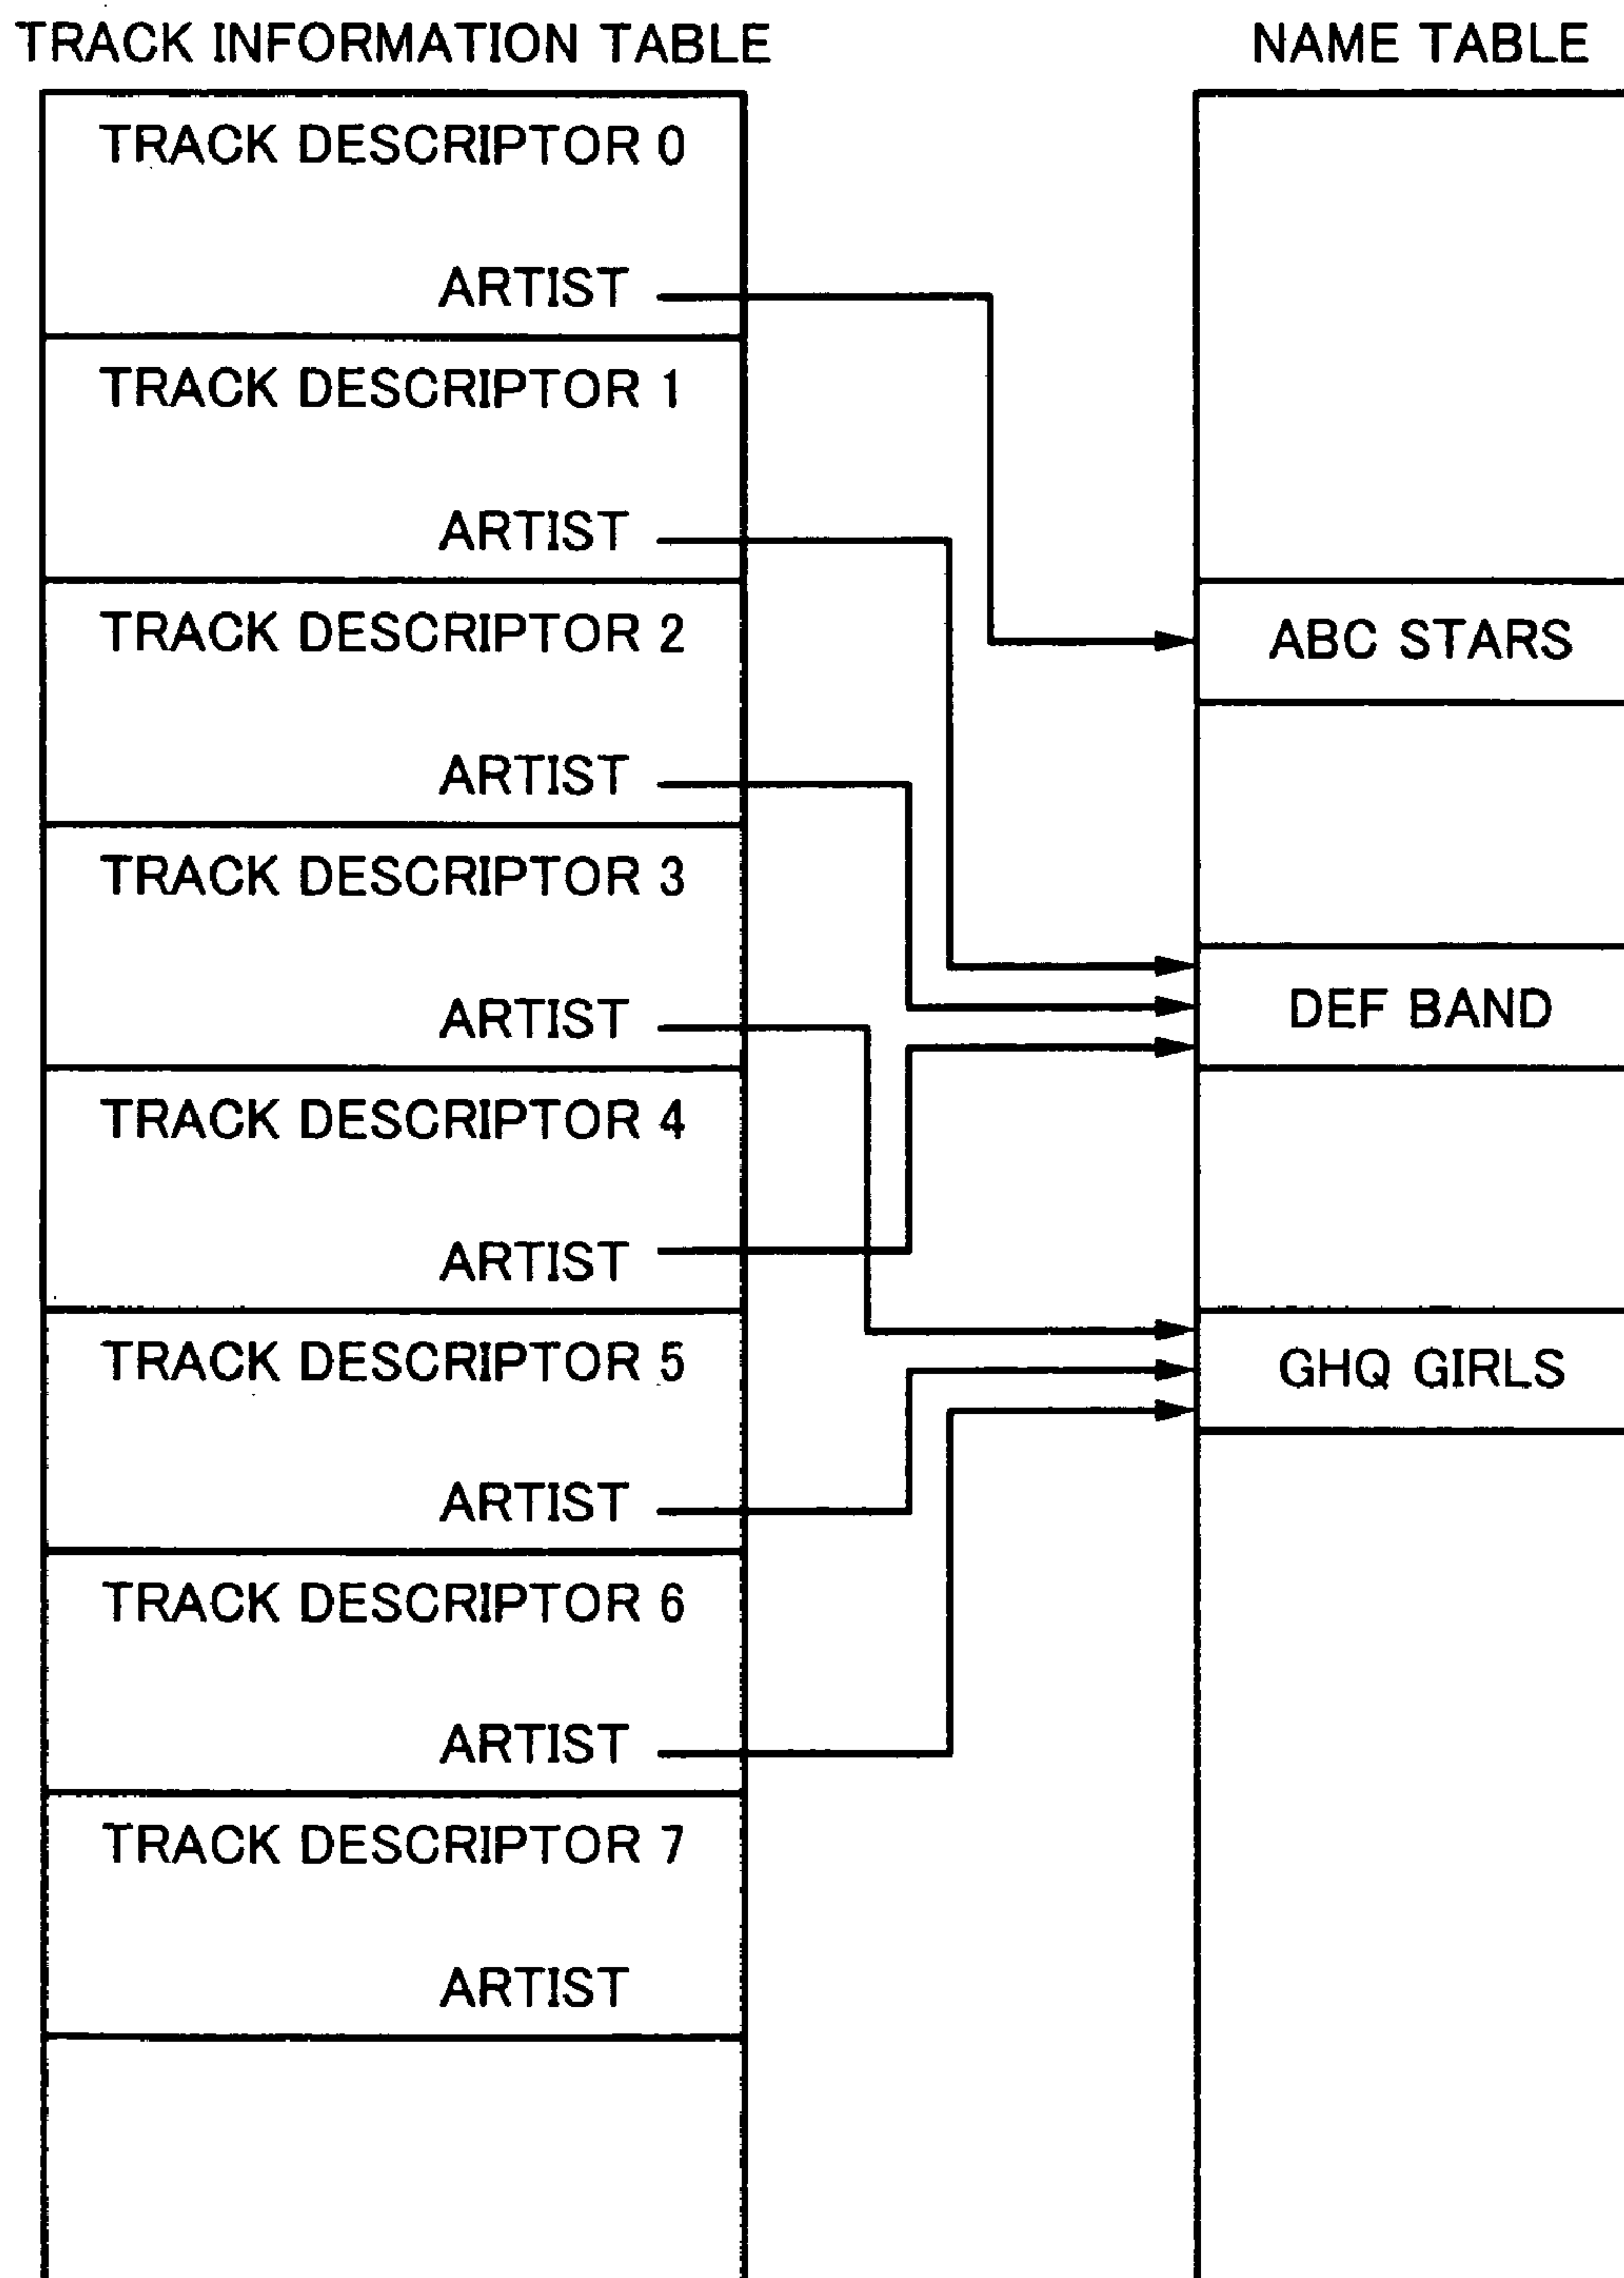 TRACK INFORMATION TABLE
NAME TABLE
TRACK DESCRIPTOR 0
ARTIST
TRACK DESCRIPTOR 1
ARTIST
TRACK DESCRIPTOR 2
ABC STARS
ARTIST
TRACK DESCRIPTOR 3
ARTIST
DEF BAND
TRACK DESCRIPTOR 4
ARTIST
TRACK DESCRIPTOR 5
GHQ GIRLS
ARTIST
TRACK DESCRIPTOR 6
ARTIST
TRACK DESCRIPTOR 7
ARTIST